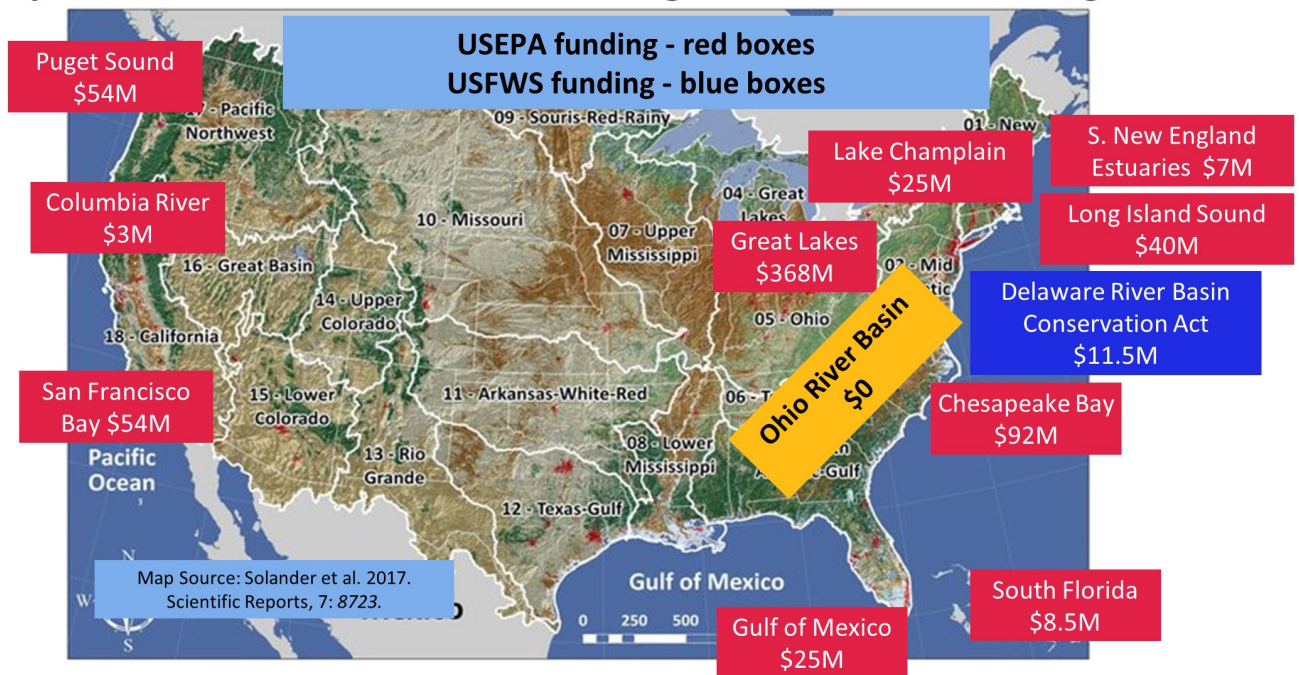 USEPA funding - red boxes
USFWS funding - blue boxes
Puget Sound
$54M
Pacific
Northwest
09 - Souris-Red-Rainy
01 - New
S. New England
Estuaries $7M
Lake Champlain
$25M
Columbia River
$3M
10 - Missouri
04 - Great
Lakes
07 - Upper
Mississippi
Great Lakes
$368M
Long Island Sound
$40M
16 - Great Basin
Mid
14 - Upper
Colorado
05 - Ohio
Delaware River Basin
Conservation Act
$11.5M
18 - California
Ohio River Basin
$0
San Francisco
Bay $54M
15 - Lower
Colorado
11 - Arkansas-White-Red
06 -
Chesapeake Bay
$92M
Pacific
Ocean
13 - Rio
Grande
08 - Lower
Mississippi
-Gulf
12 - Texas-Gulf
N
W
S
Map Source: Solander et al. 2017.
Scientific Reports, 7: 8723.
Gulf of Mexico
0 250 500
Gulf of Mexico
$25M
South Florida
$8.5M